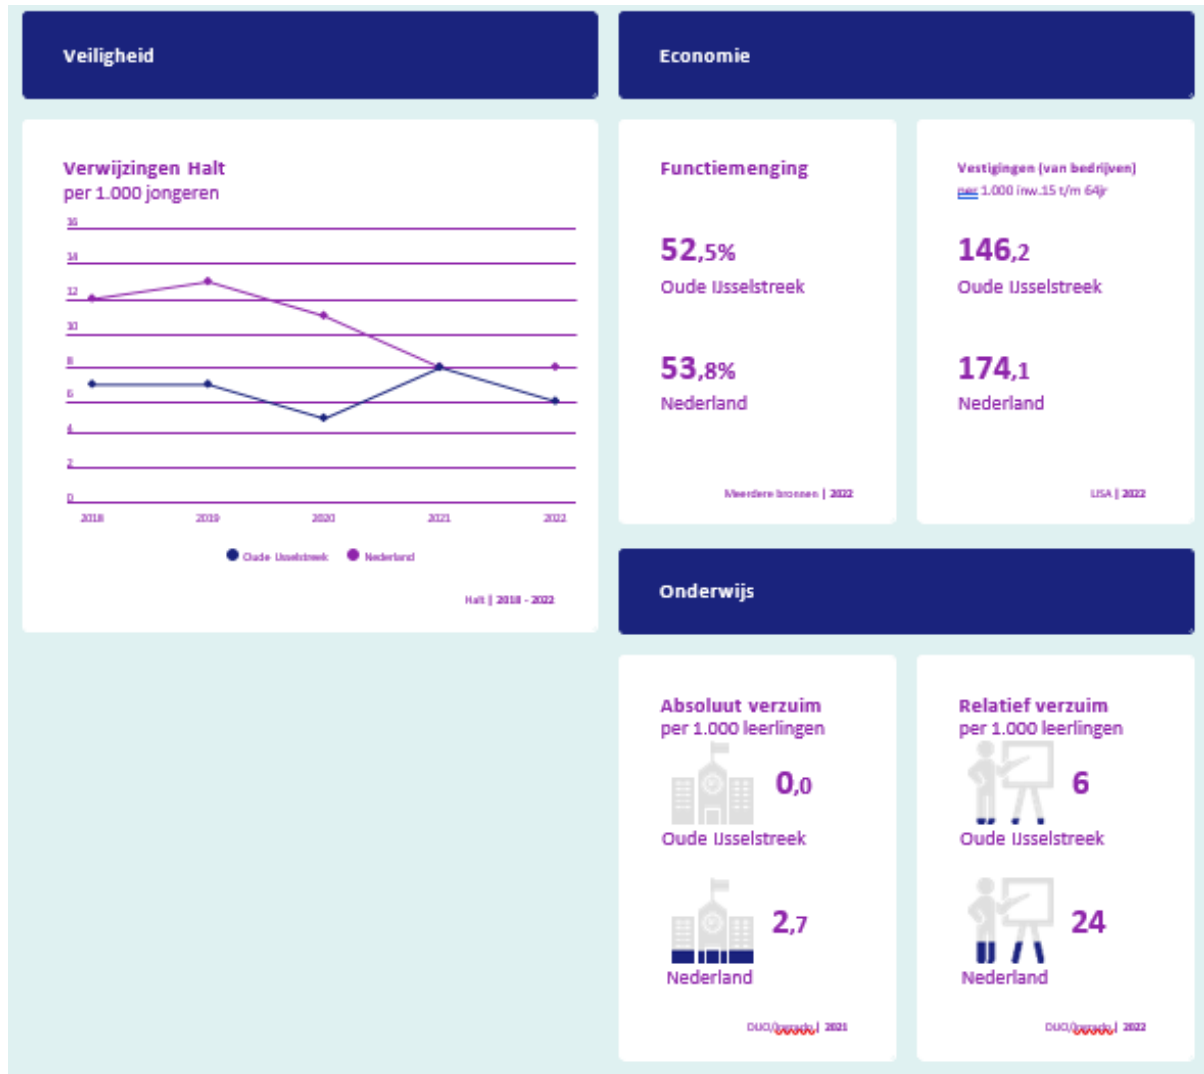 Veiligheid
Verwijzingen Halt
per 1.000 jongeren
16
14
12
10
8
6
4
2
0
2018 2019 2020 2021 2022
Oude IJsselstreek Nederland
Halt | 2018 - 2022
Economie
Functiemenging
52,5%
Oude IJsselstreek
53,8%
Nederland
Meerdere bronnen | 2022
Vestigingen (van bedrijven)
per 1.000 inw.15 t/m 64jr
146,2
Oude IJsselstreek
174,1
Nederland
LISA | 2022
Onderwijs
Absoluut verzuim
per 1.000 leerlingen
0,0
Oude IJsselstreek
2,7
Nederland
DUO/Ingrado | 2021
Relatief verzuim
per 1.000 leerlingen
6
Oude IJsselstreek
24
Nederland
DUO/Ingrado | 2022